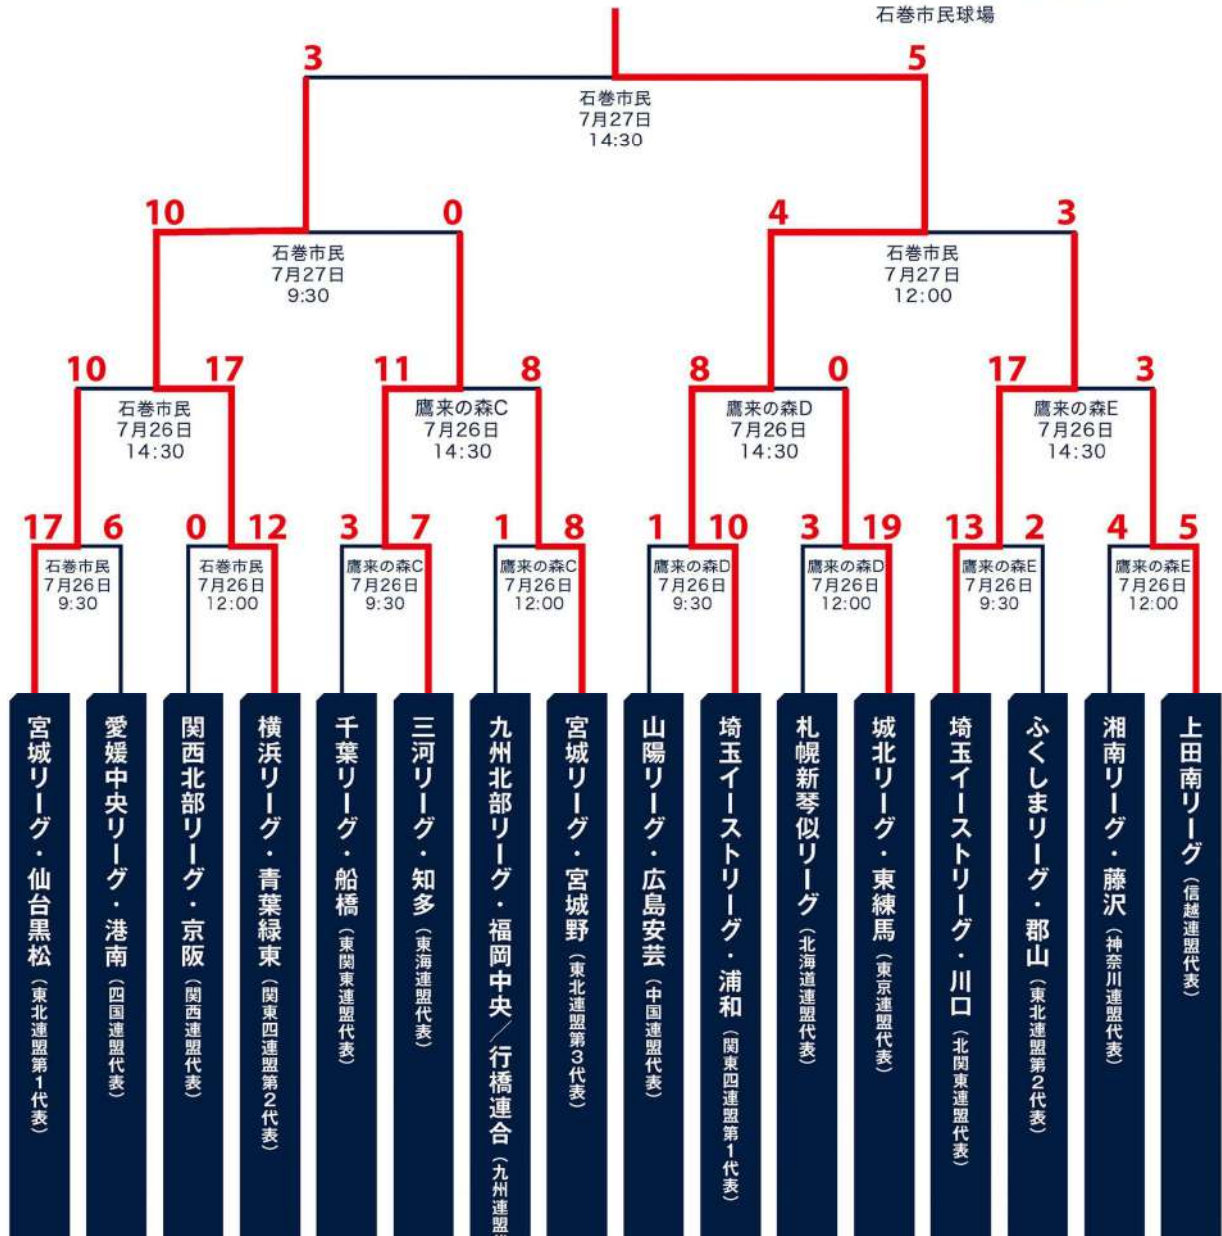 石巻市民球場
3
5
石巻市民
7月27日
14:30
10
0
4
3
石巻市民
7月27日
9:30
石巻市民
7月27日
12:00
10
17
11
8
8
0
17
3
石巻市民
7月26日
14:30
鷹来の森C
7月26日
14:30
鷹来の森D
7月26日
14:30
鷹来の森E
7月26日
14:30
17
6
0
12
3
7
1
8
1
10
3
19
13
2
4
5
石巻市民
7月26日
9:30
石巻市民
7月26日
12:00
鷹来の森C
7月26日
9:30
鷹来の森C
7月26日
12:00
鷹来の森D
7月26日
9:30
鷹来の森D
7月26日
12:00
鷹来の森E
7月26日
9:30
鷹来の森E
7月26日
12:00
宮城リーグ・仙台黒松（東北連盟第1代表）
愛媛中央リーグ・港南（四国連盟代表）
関西北部リーグ・京阪（関西連盟代表）
横浜リーグ・青葉緑東（関東四連盟第2代表）
千葉リーグ・船橋（東関東連盟代表）
三河リーグ・知多（東海連盟代表）
九州北部リーグ・福岡中央／行橋連合（九州連盟
宮城リーグ・宮城野（東北連盟第3代表）
山陽リーグ・広島安芸（中国連盟代表）
埼玉イーストリーグ・浦和（関東四連盟第1代表）
札幌新琴似リーグ（北海道連盟代表）
城北リーグ・東練馬（東京連盟代表）
埼玉イーストリーグ・川口（北関東連盟代表）
ふくしまリーグ・郡山（東北連盟第2代表）
湘南リーグ・藤沢（神奈川連盟代表）
上田南リーグ（信越連盟代表）